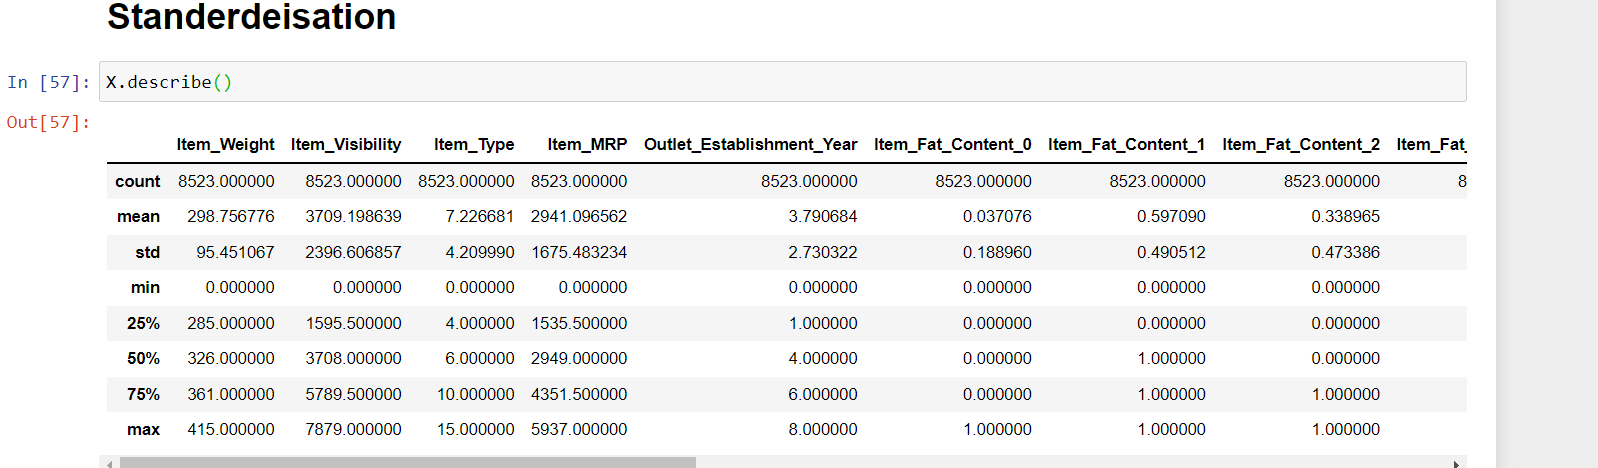 Standerdeisation
In [57]: X.describe()
Out[57]:
Item_Weight Item_Visibility Item_Type Item_MRP Outlet_Establishment_Year Item_Fat_Content_0 Item_Fat_Content_1 Item_Fat_Content_2 Item_Fat_
count 8523.000000 8523.000000 8523.000000 8523.000000 8523.000000 8523.000000 8523.000000 8523.000000 8
mean 298.756776 3709.198639 7.226681 2941.096562 3.790684 0.037076 0.597090 0.338965
std 95.451067 2396.606857 4.209990 1675.483234 2.730322 0.188960 0.490512 0.473386
min 0.000000 0.000000 0.000000 0.000000 0.000000 0.000000 0.000000 0.000000
25% 285.000000 1595.500000 4.000000 1535.500000 1.000000 0.000000 0.000000 0.000000
50% 326.000000 3708.000000 6.000000 2949.000000 4.000000 0.000000 1.000000 0.000000
75% 361.000000 5789.500000 10.000000 4351.500000 6.000000 0.000000 1.000000 1.000000
max 415.000000 7879.000000 15.000000 5937.000000 8.000000 1.000000 1.000000 1.000000